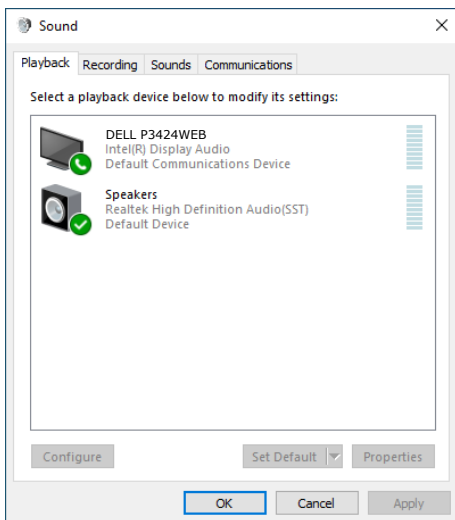 Sound
Playback Recording Sounds Communications
Select a playback device below to modify its settings:
DELL P3424WEB
Intel(R) Display Audio
Default Communications Device
Speakers
Realtek High Definition Audio(SST)
Default Device
Configure Set Default Properties
OK Cancel Apply